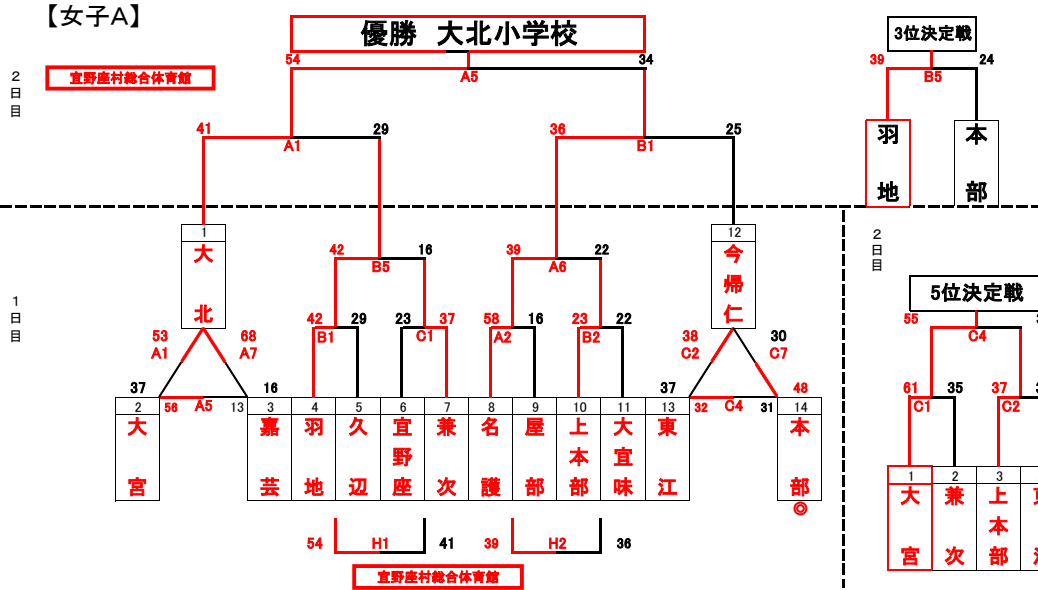 【女子A】
優勝 大北小学校
3位決定戦
54 A5 34
39 B5 24
2日目
宜野座村総合体育館
41 A1 29
36 B1 25
羽地
本部
1 大北
12 今帰仁
2日目
42 B5 16
39 A6 22
5位決定戦
1日目
53 A1
68 A7
42 B1 29
23 C1 37
58 A2 16
23 B2 22
38 C2
30 C7
55 C4
37
56 A5 13
16
37
32 C4 31
48
61 C1 35
37 C2
2 大宮
3 嘉芸
4 羽地
5 久辺
6 宜野座
7 兼次
8 名護
9 屋部
10 上本部
11 大宜味
13 東江
14 本部
◎
1 大宮
2 兼次
3 上本部
54 H1 41
39 H2 36
宜野座村総合体育館